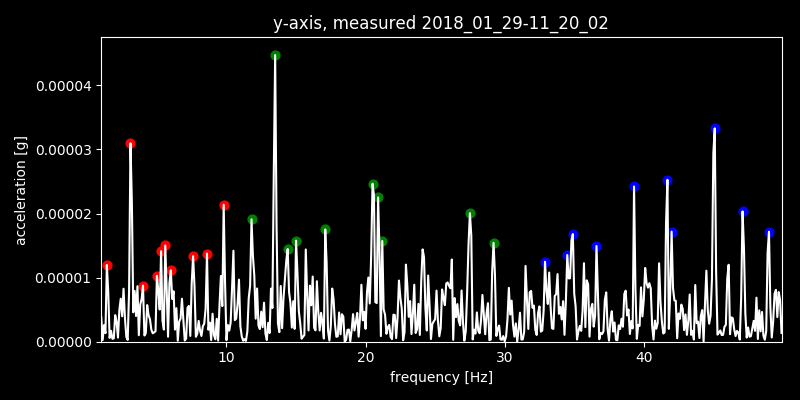 y-axis, measured 2018_01_29-11_20_02
acceleration [g]
0.00004
0.00003
0.00002
0.00001
0.00000
10 20 30 40
frequency [Hz]